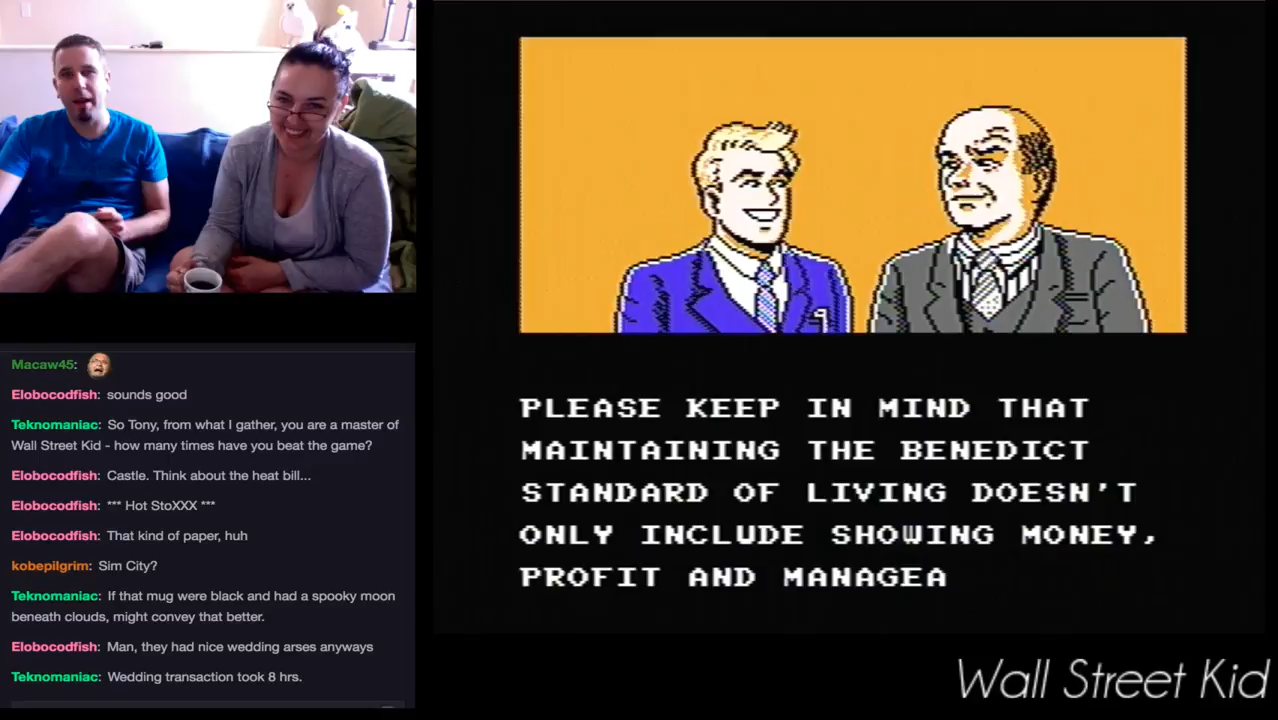 Macaw45:
Elobocodfish: sounds good
Teknomaniac: So Tony, from what I gather, you are a master of
Wall Street Kid - how many times have you beat the game?
Elobocodfish: Castle. Think about the heat bill...
Elobocodfish: *** Hot StoXXX ***
Elobocodfish: That kind of paper, huh
kobepilgrim: Sim City?
Teknomaniac: If that mug were black and had a spooky moon
beneath clouds, might convey that better.
Elobocodfish: Man, they had nice wedding arses anyways
Teknomaniac: Wedding transaction took 8 hrs.
PLEASE KEEP IN MIND THAT
MAINTAINING THE BENEDICT
STANDARD OF LIVING DOESN'T
ONLY INCLUDE SHOWING MONEY,
PROFIT AND MANAGEA
Wall Street Kid